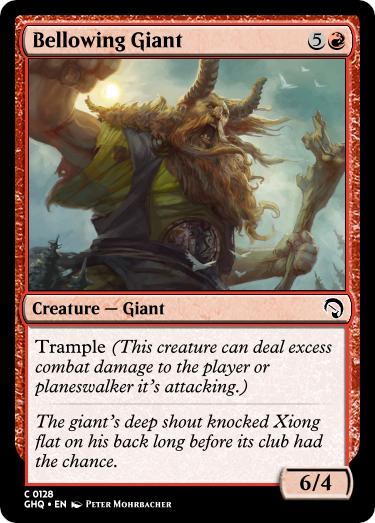 Bellowing Giant 5
Creature — Giant
Trample (This creature can deal excess
combat damage to the player or
planeswalker it's attacking.)
The giant's deep shout knocked Xiong
flat on his back long before its club had
the chance.
6/4
C 0128
GHQ • EN Peter Mohrbacher